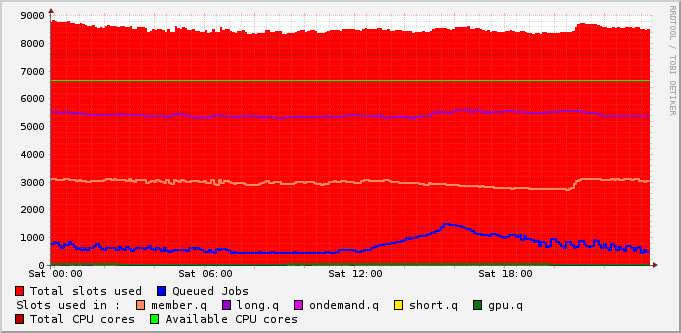 RRDTOOL / TOBI OETIKER
9000
8000
7000
6000
5000
4000
3000
2000
1000
0
Sat 00:00 Sat 06:00 Sat 12:00 Sat 18:00
Total slots used Queued Jobs
Slots used in : member.q long.q ondemand.q short.q gpu.q
Total CPU cores Available CPU cores